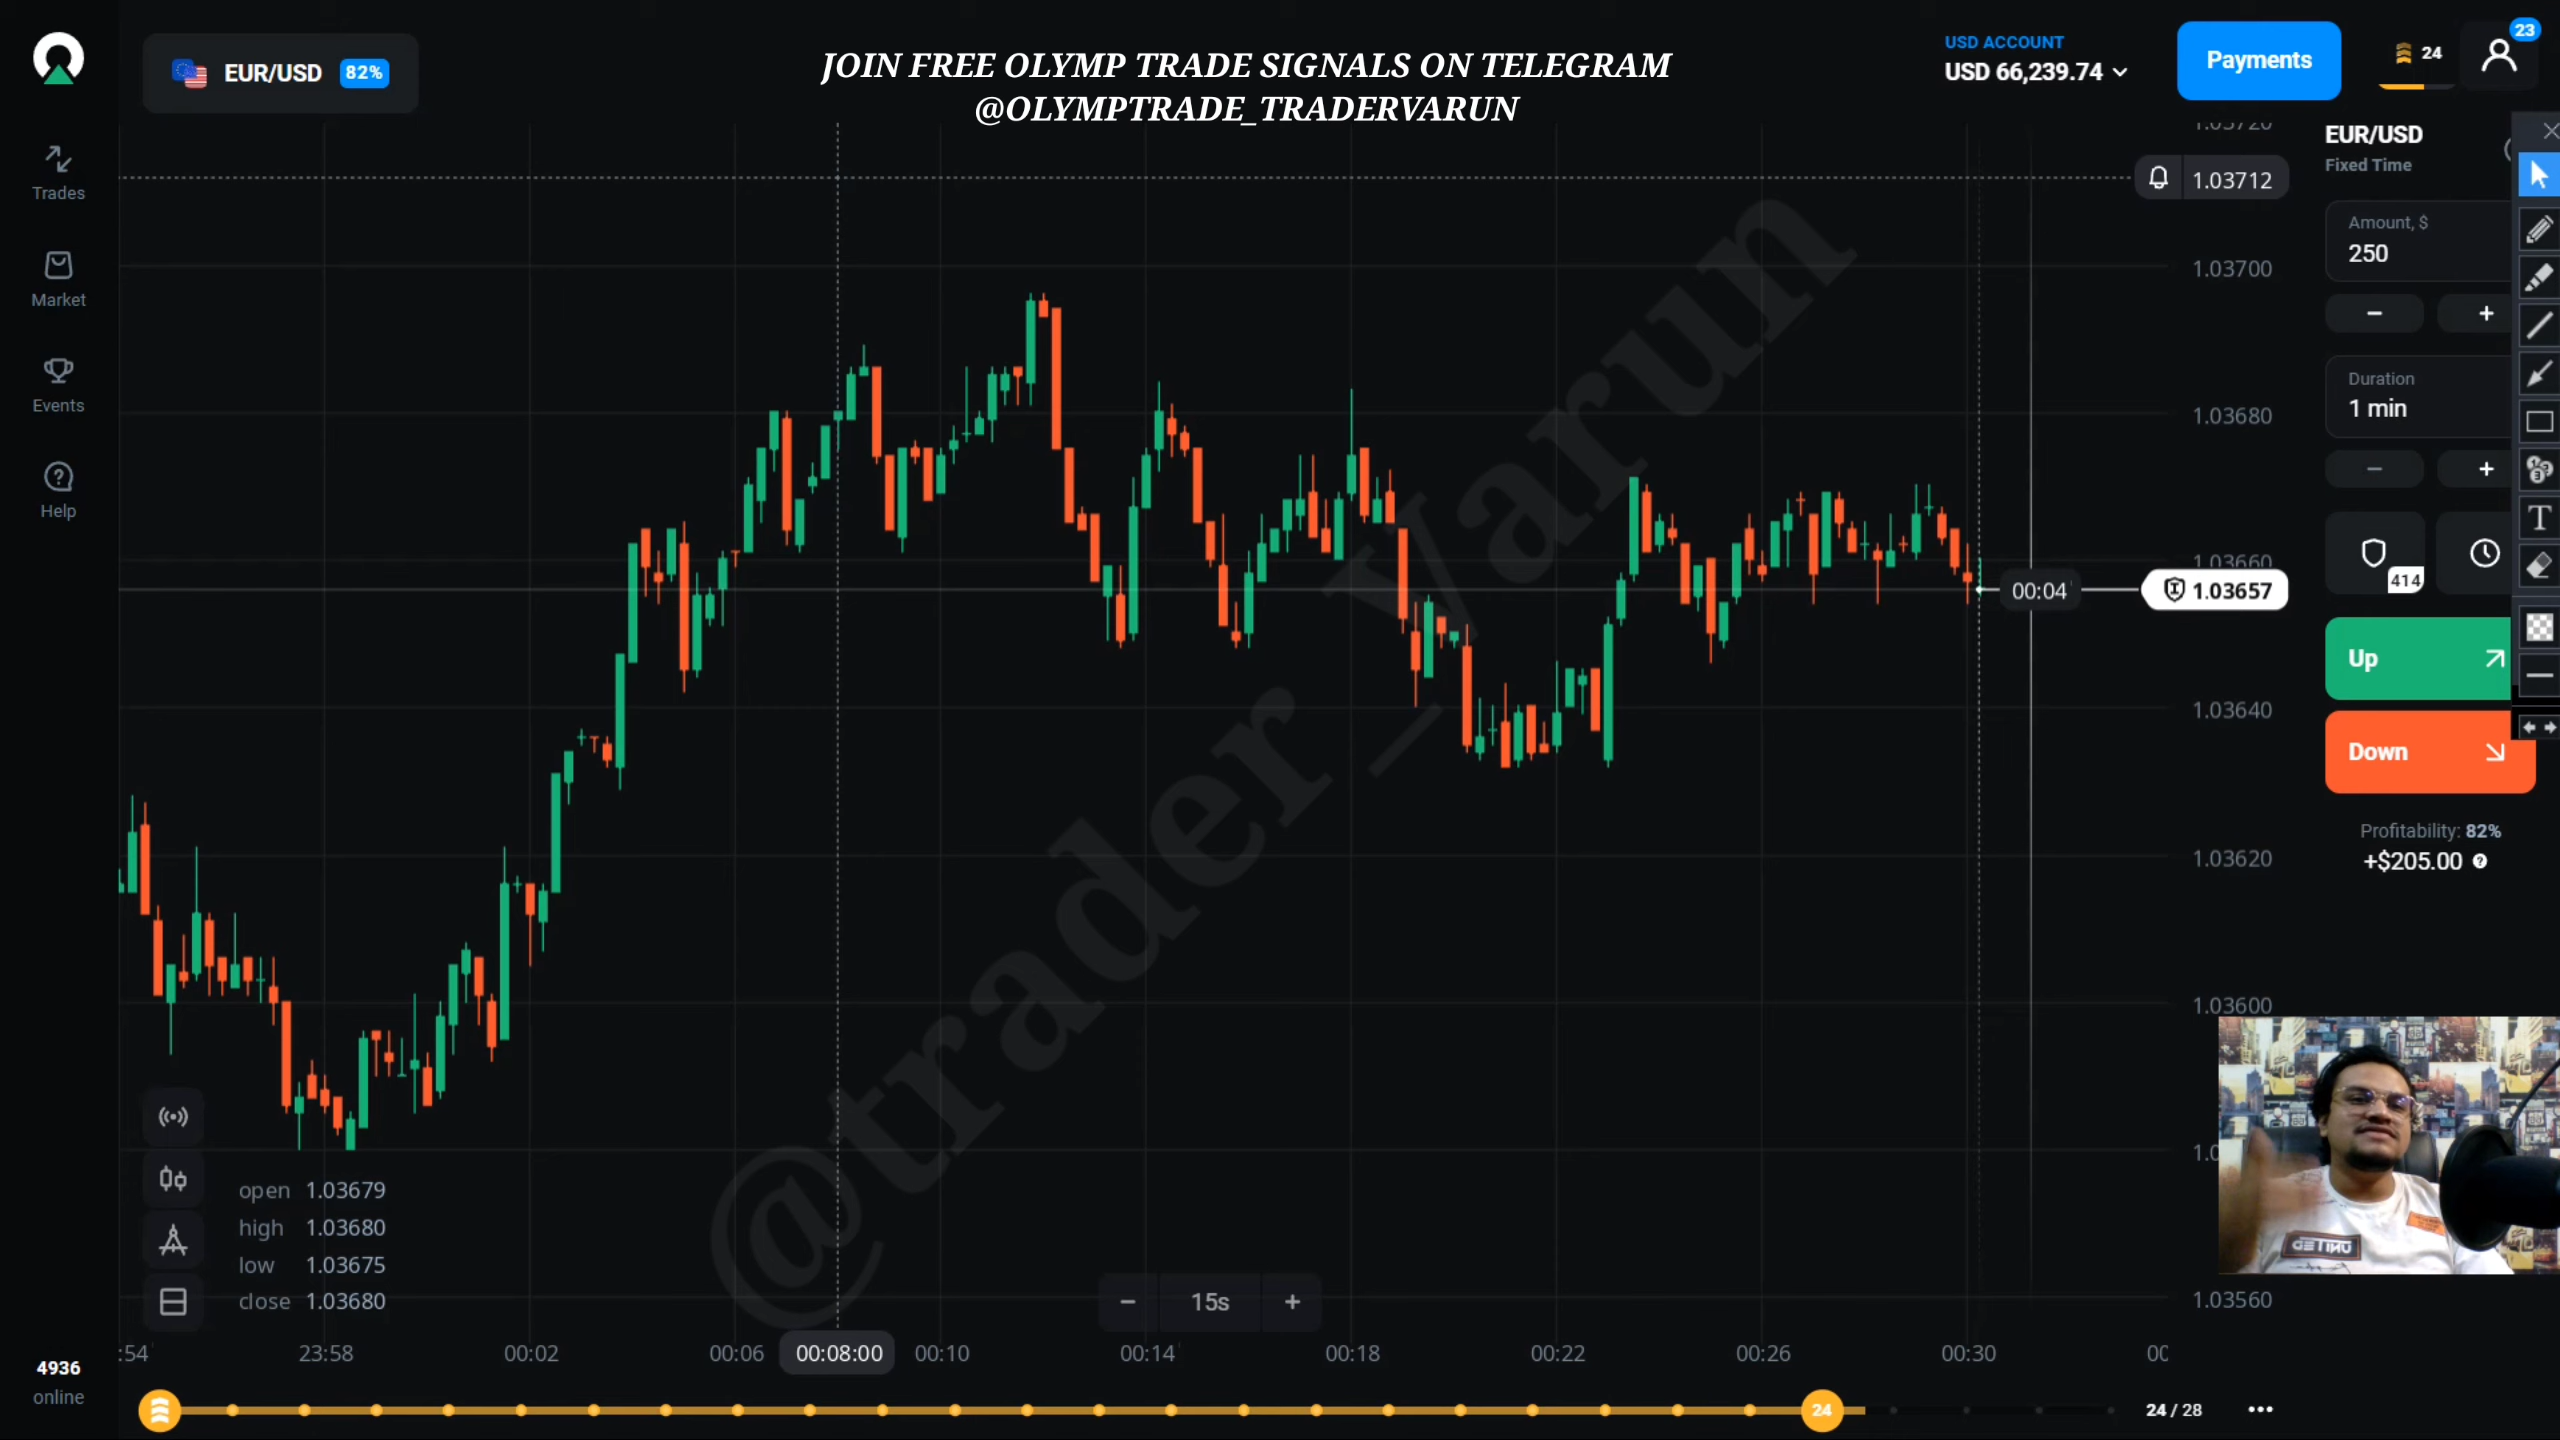 EUR/USD 82%
JOIN FREE OLYMP TRADE SIGNALS ON TELEGRAM
@OLYMPTRADE_TRADERVARUN
USD ACCOUNT
USD 66,239.74
Payments
24
23
Trades
Market
Events
Help
4936
online
@trader_Varun
1.03720
1.03712
1.03700
1.03680
1.03660
00:04
1.03657
1.03640
1.03620
1.03600
1.03560
EUR/USD
Fixed Time
Amount, $
250
− +
Duration
1 min
− +
414
Up
Down
Profitability: 82%
+$205.00
T
open 1.03679
high 1.03680
low 1.03675
close 1.03680
− 15s +
:54 23:58 00:02 00:06 00:08:00 00:10 00:14 00:18 00:22 00:26 00:30
24
24 / 28